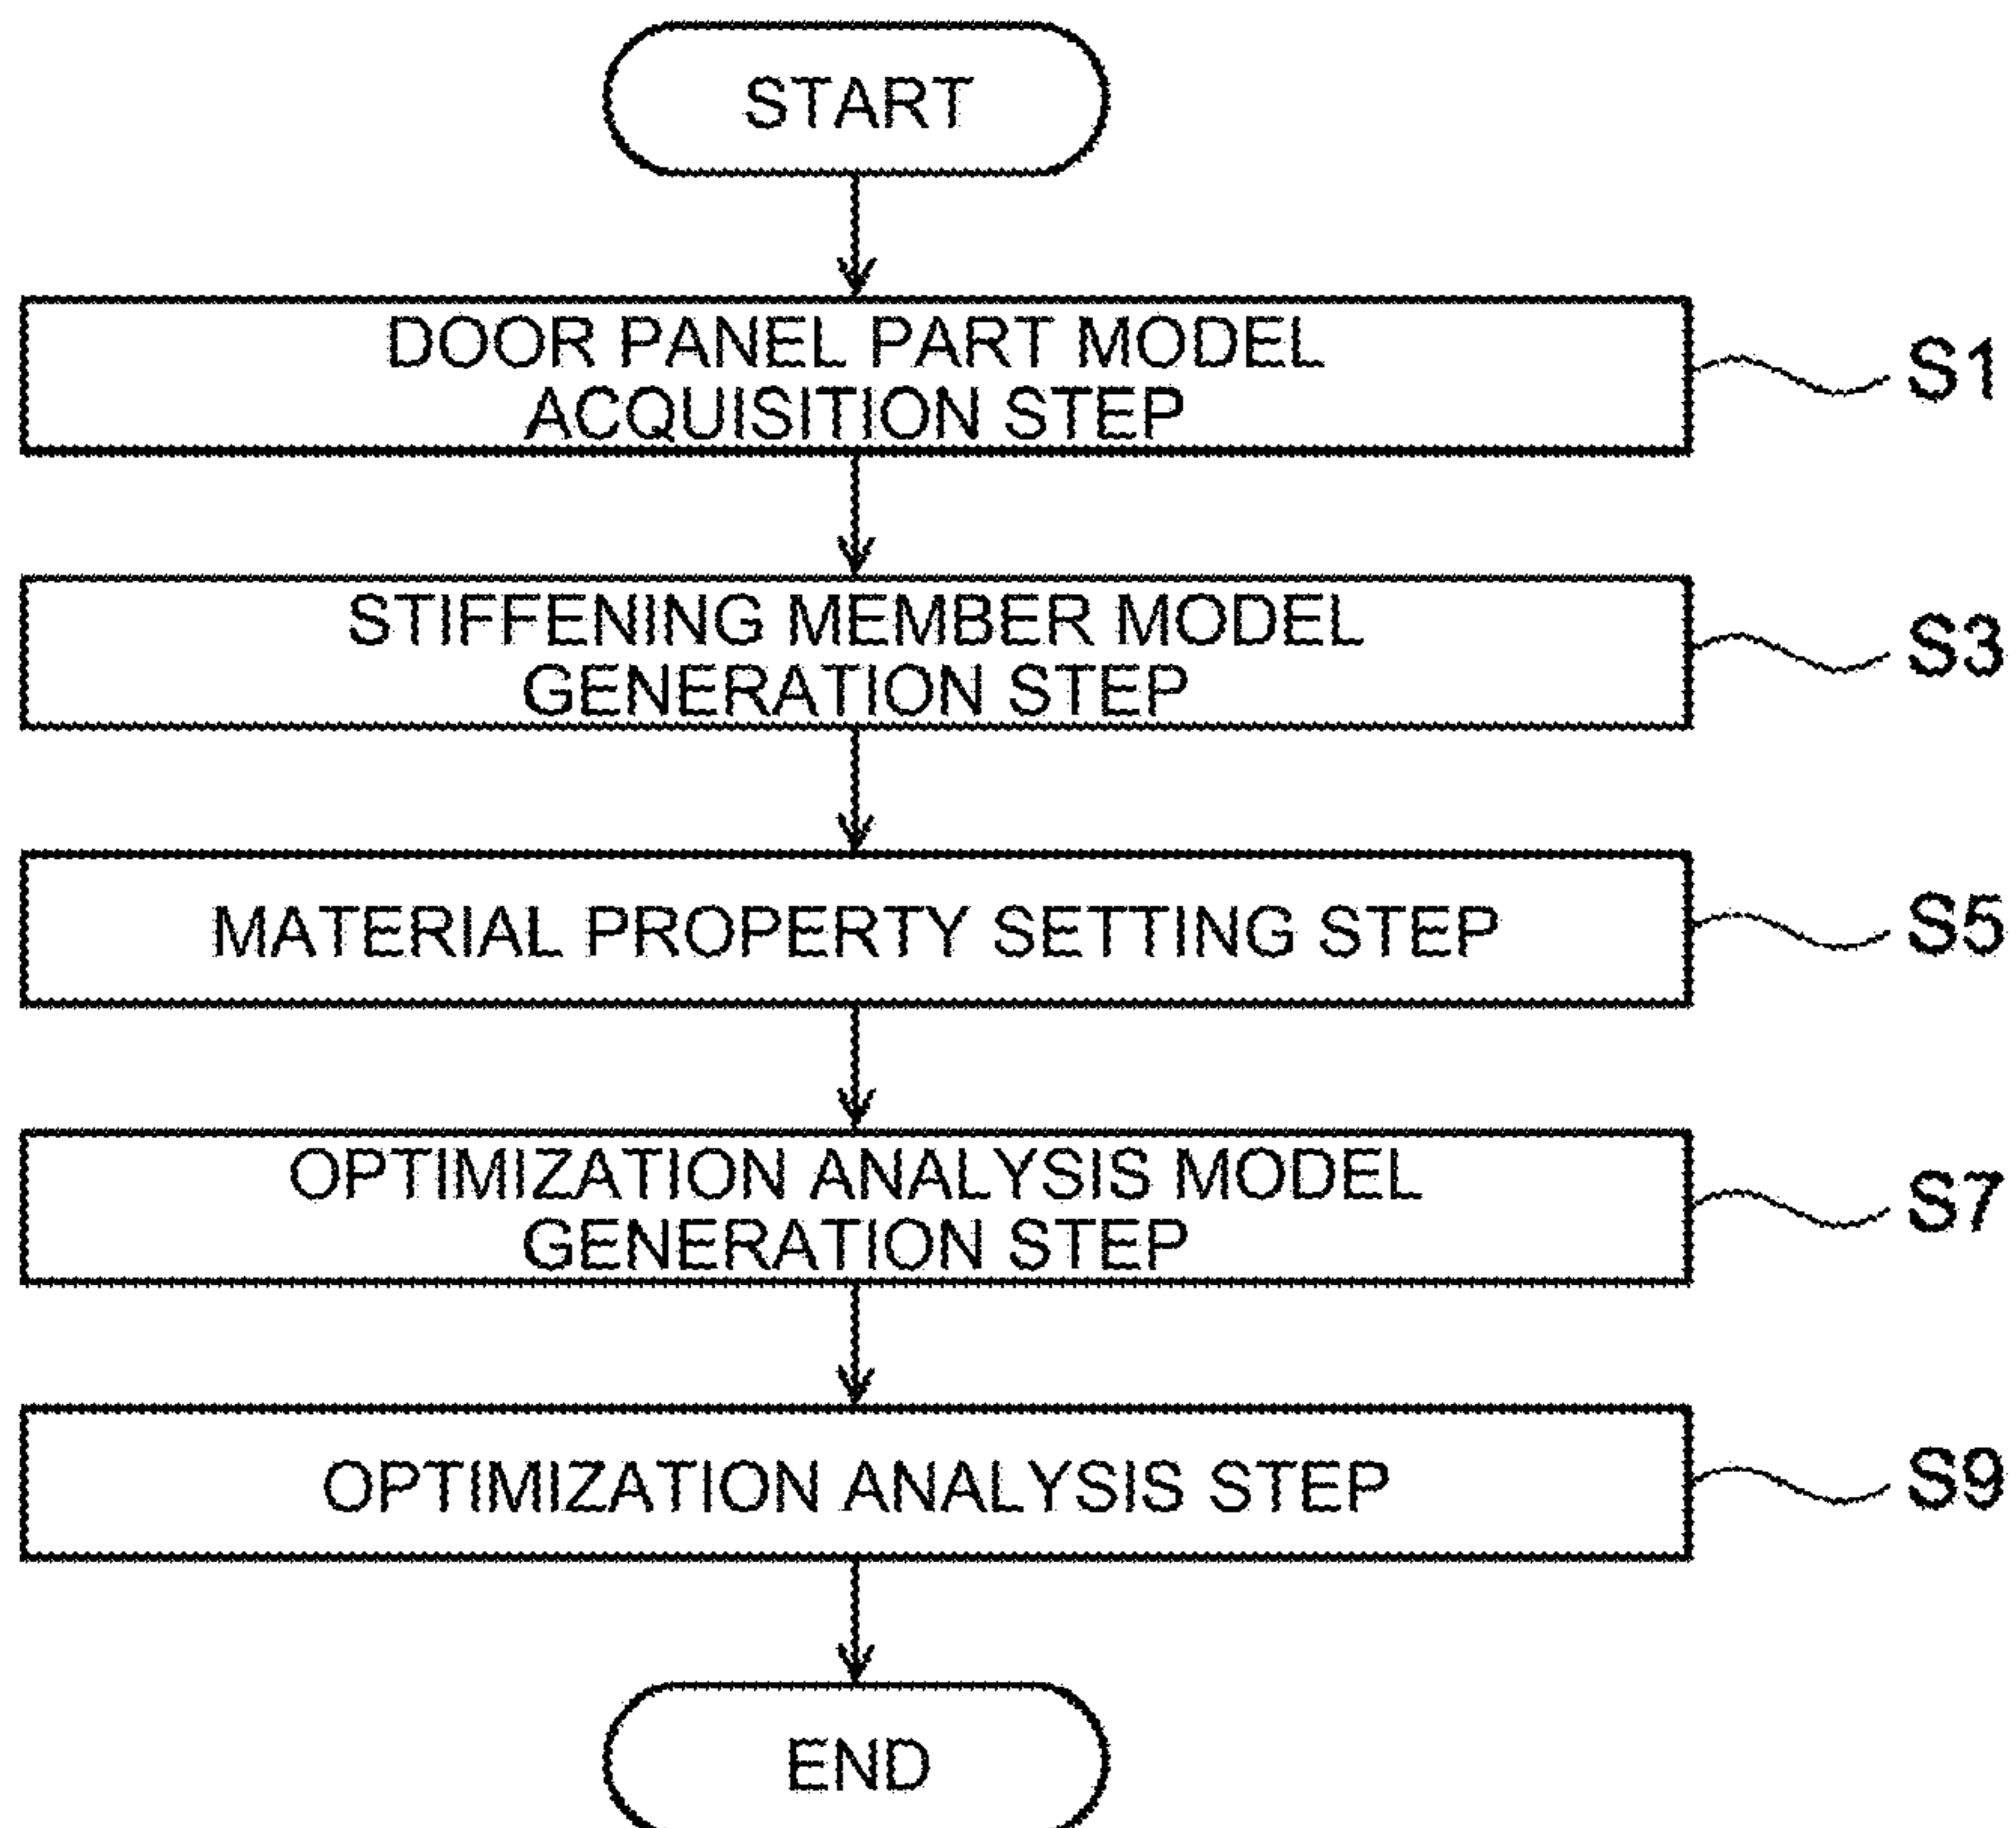 START
DOOR PANEL PART MODEL
ACQUISITION STEP
S1
STIFFENING MEMBER MODEL
GENERATION STEP
S3
MATERIAL PROPERTY SETTING STEP
S5
OPTIMIZATION ANALYSIS MODEL
GENERATION STEP
S7
OPTIMIZATION ANALYSIS STEP
S9
END